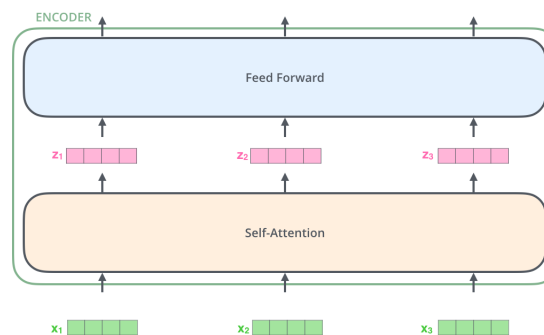 ENCODER
Feed Forward
z₁ z₂ z₃
Self-Attention
x₁ x₂ x₃